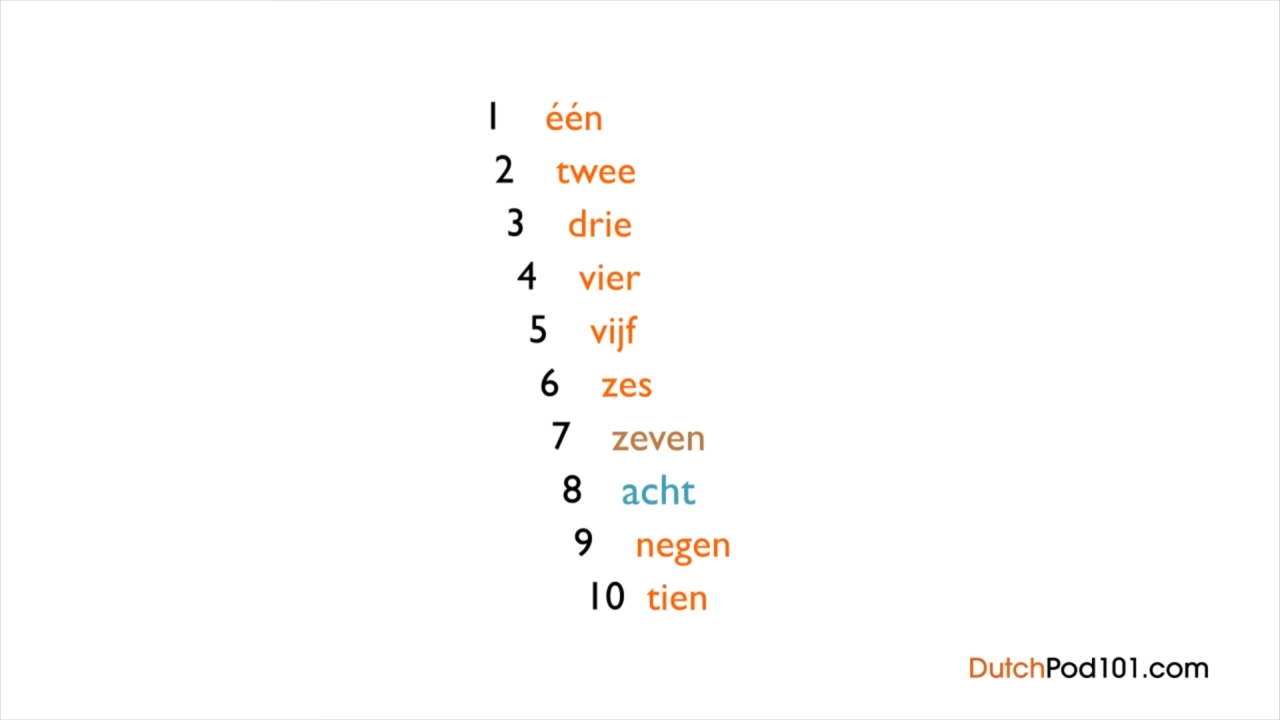 1 één
2 twee
3 drie
4 vier
5 vijf
6 zes
7 zeven
8 acht
9 negen
10 tien
DutchPod101.com